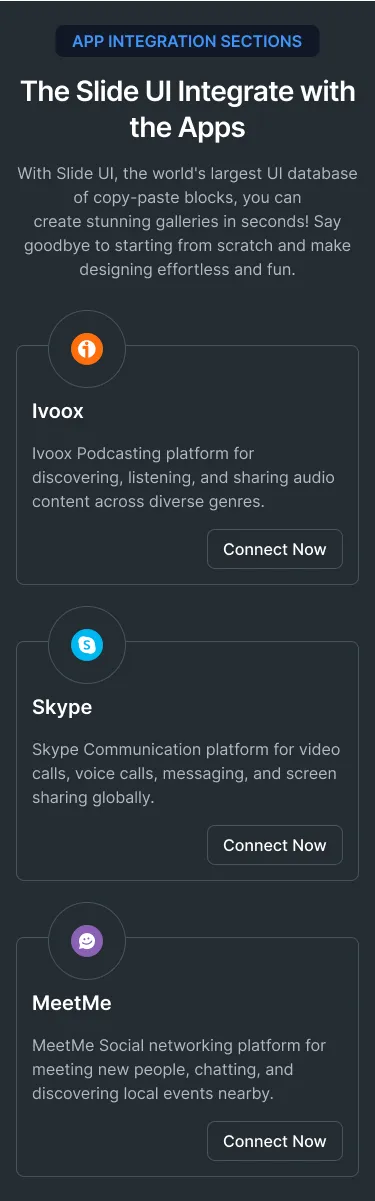 APP INTEGRATION SECTIONS
The Slide UI Integrate with
the Apps
With Slide UI, the world's largest UI database
of copy-paste blocks, you can
create stunning galleries in seconds! Say
goodbye to starting from scratch and make
designing effortless and fun.
Ivoox
Ivoox Podcasting platform for
discovering, listening, and sharing audio
content across diverse genres.
Connect Now
Skype
Skype Communication platform for video
calls, voice calls, messaging, and screen
sharing globally.
Connect Now
MeetMe
MeetMe Social networking platform for
meeting new people, chatting, and
discovering local events nearby.
Connect Now